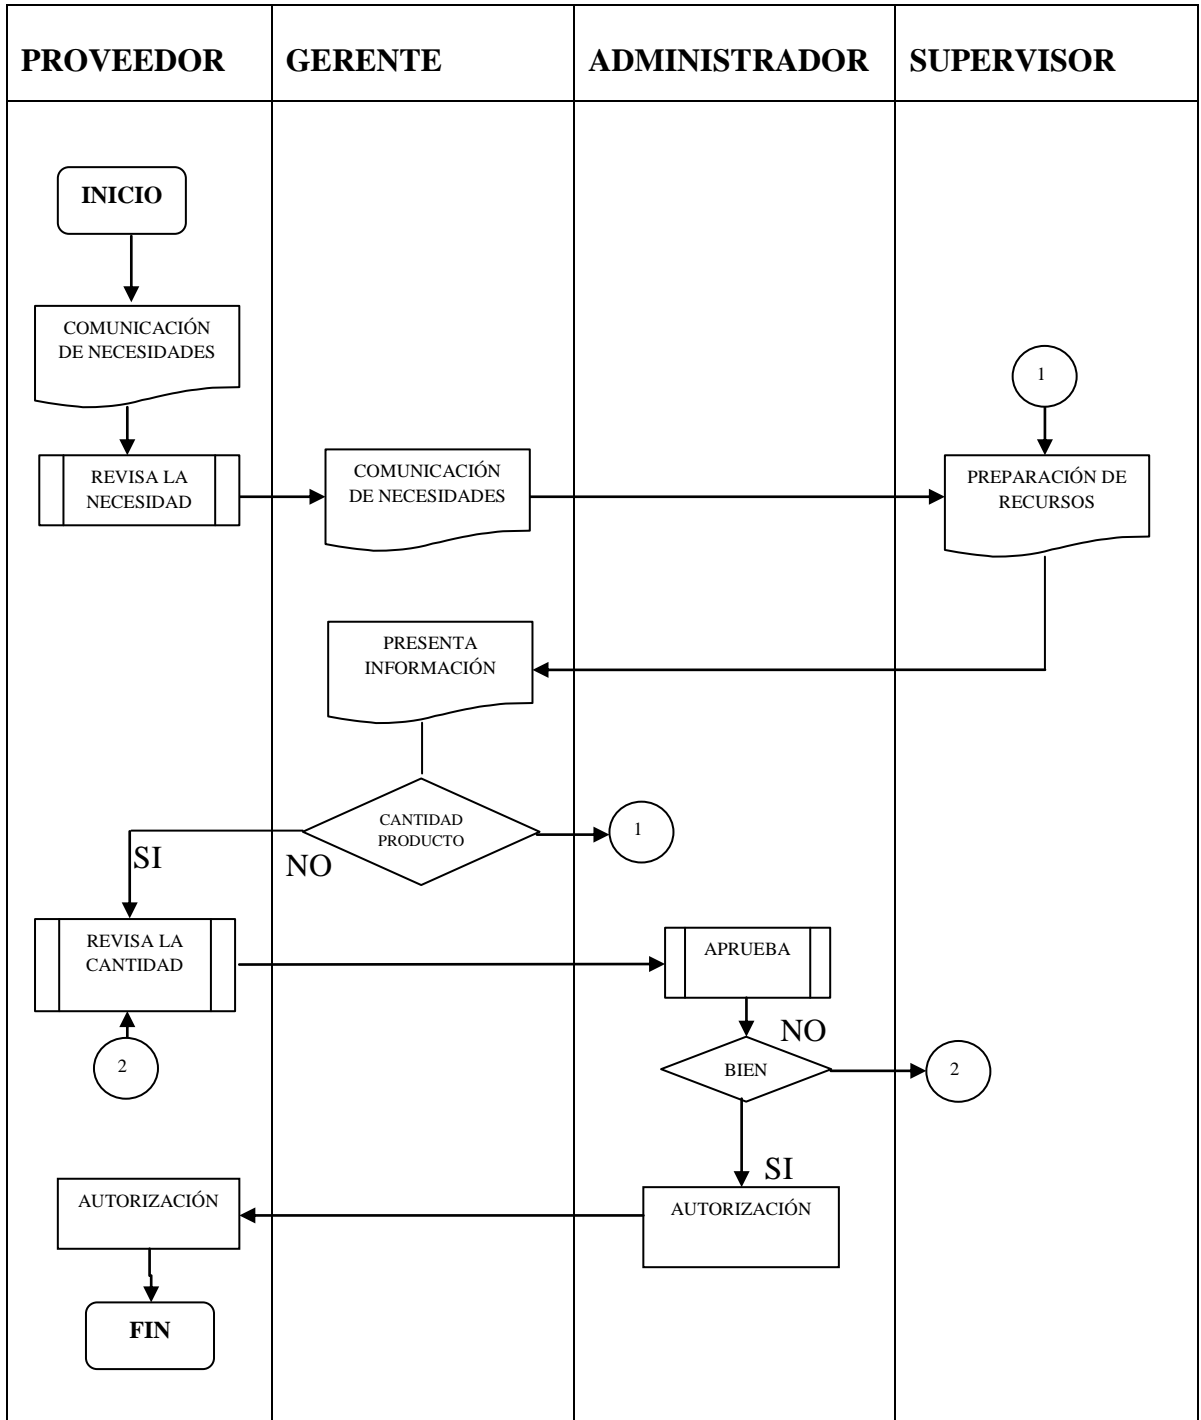 PROVEEDOR
GERENTE
ADMINISTRADOR
SUPERVISOR
INICIO
COMUNICACIÓN
DE NECESIDADES
1
REVISA LA
NECESIDAD
COMUNICACIÓN
DE NECESIDADES
PREPARACIÓN DE
RECURSOS
PRESENTA
INFORMACIÓN
CANTIDAD
PRODUCTO
1
SI
NO
REVISA LA
CANTIDAD
APRUEBA
NO
2
BIEN
2
SI
AUTORIZACIÓN
AUTORIZACIÓN
FIN